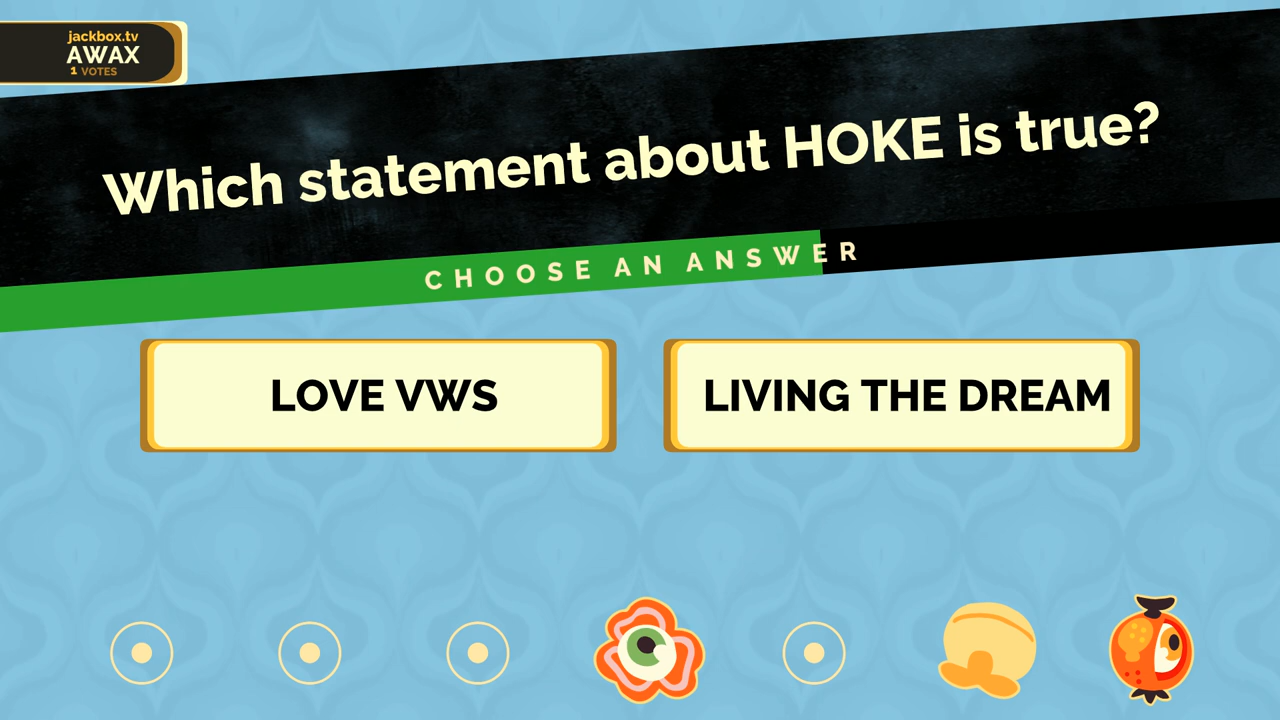 jackbox.tv
AWAX
1 VOTES
Which statement about HOKE is true?
CHOOSE AN ANSWER
LOVE VWS
LIVING THE DREAM